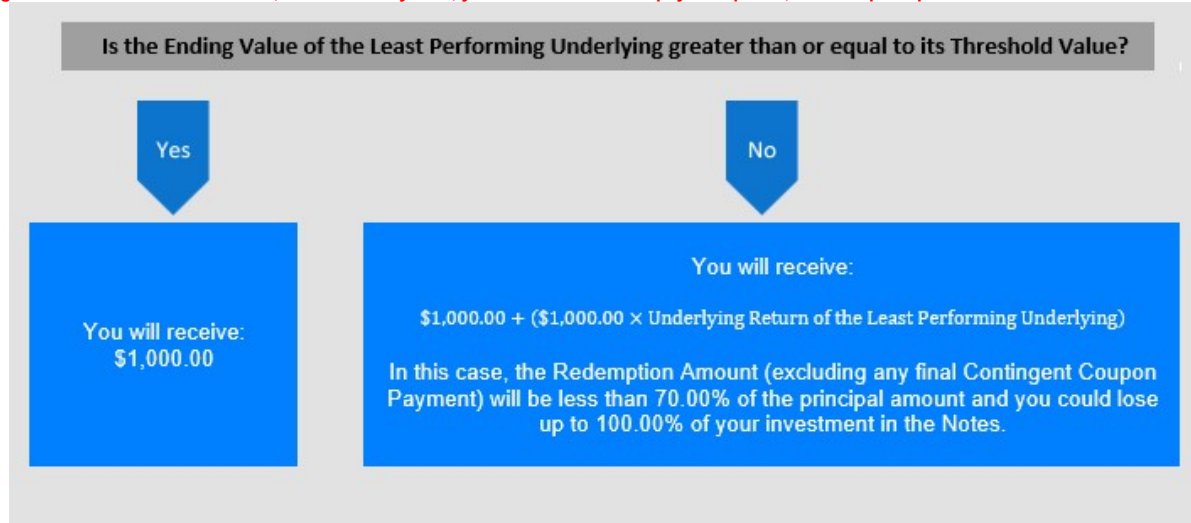 Is the Ending Value of the Least Performing Underlying greater than or equal to its Threshold Value?
Yes
No
You will receive:
$1,000.00
You will receive:
$1,000.00 + ($1,000.00 × Underlying Return of the Least Performing Underlying)
In this case, the Redemption Amount (excluding any final Contingent Coupon
Payment) will be less than 70.00% of the principal amount and you could lose
up to 100.00% of your investment in the Notes.